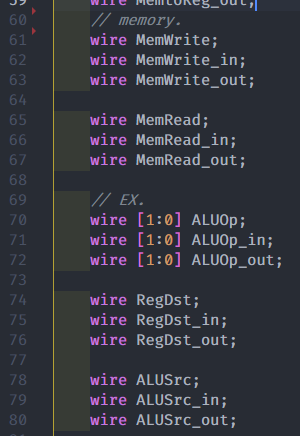 59 wire MemtoReg_out;
60 // memory.
61 wire MemWrite;
62 wire MemWrite_in;
63 wire MemWrite_out;
64
65 wire MemRead;
66 wire MemRead_in;
67 wire MemRead_out;
68
69 // EX.
70 wire [1:0] ALUOp;
71 wire [1:0] ALUOp_in;
72 wire [1:0] ALUOp_out;
73
74 wire RegDst;
75 wire RegDst_in;
76 wire RegDst_out;
77
78 wire ALUSrc;
79 wire ALUSrc_in;
80 wire ALUSrc_out;